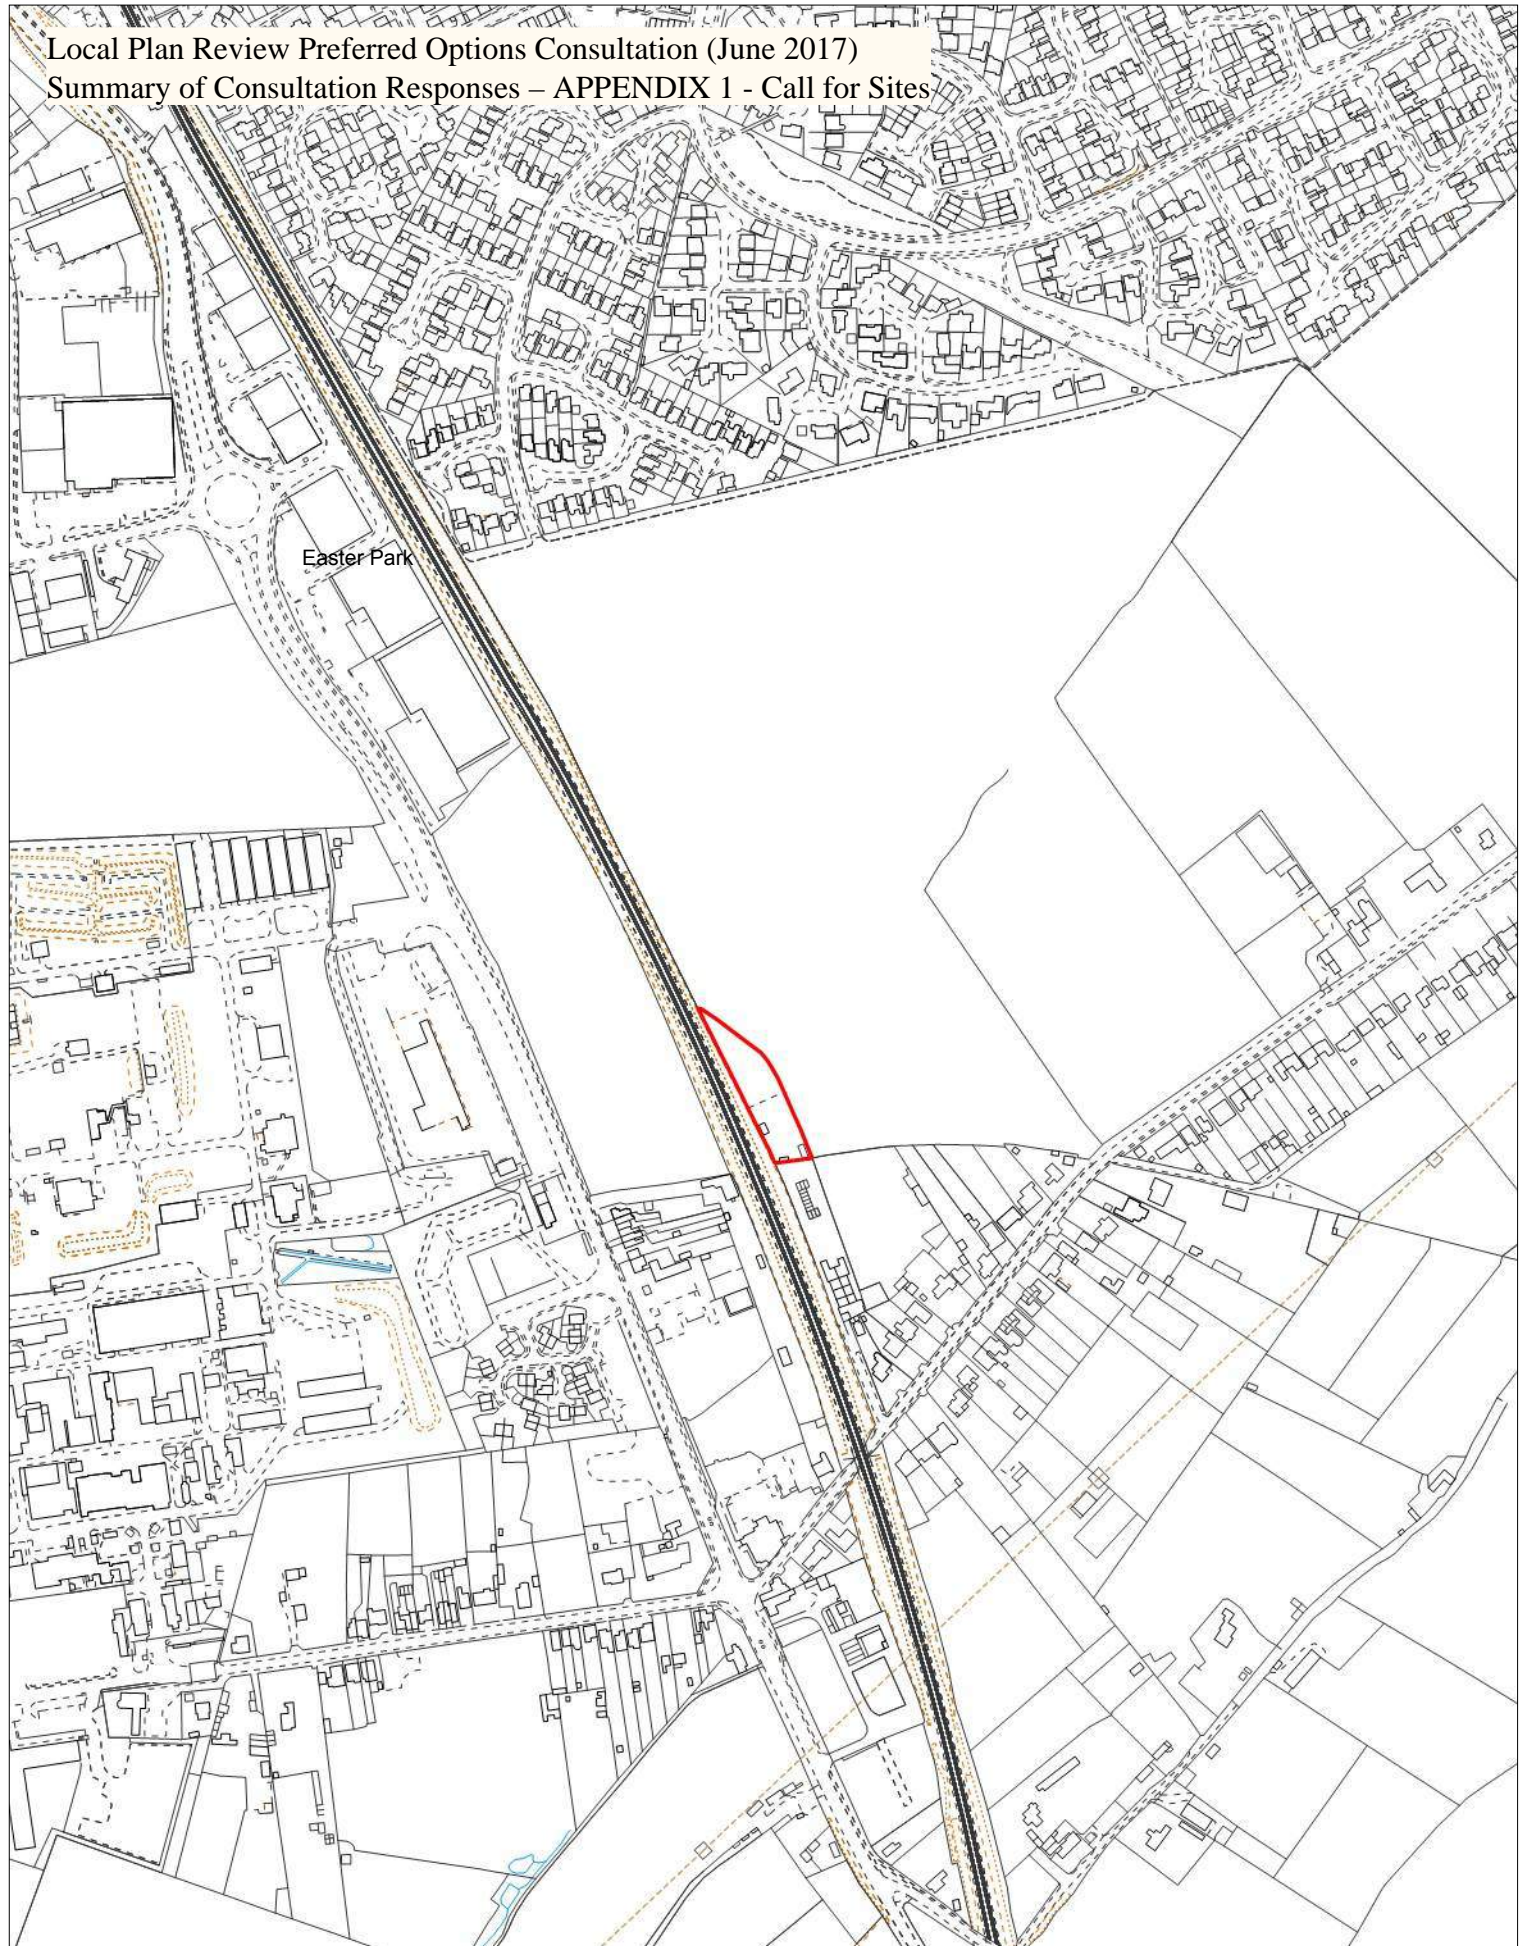 Local Plan Review Preferred Options Consultation (June 2017)
Summary of Consultation Responses – APPENDIX 1 - Call for Sites
Easter Park